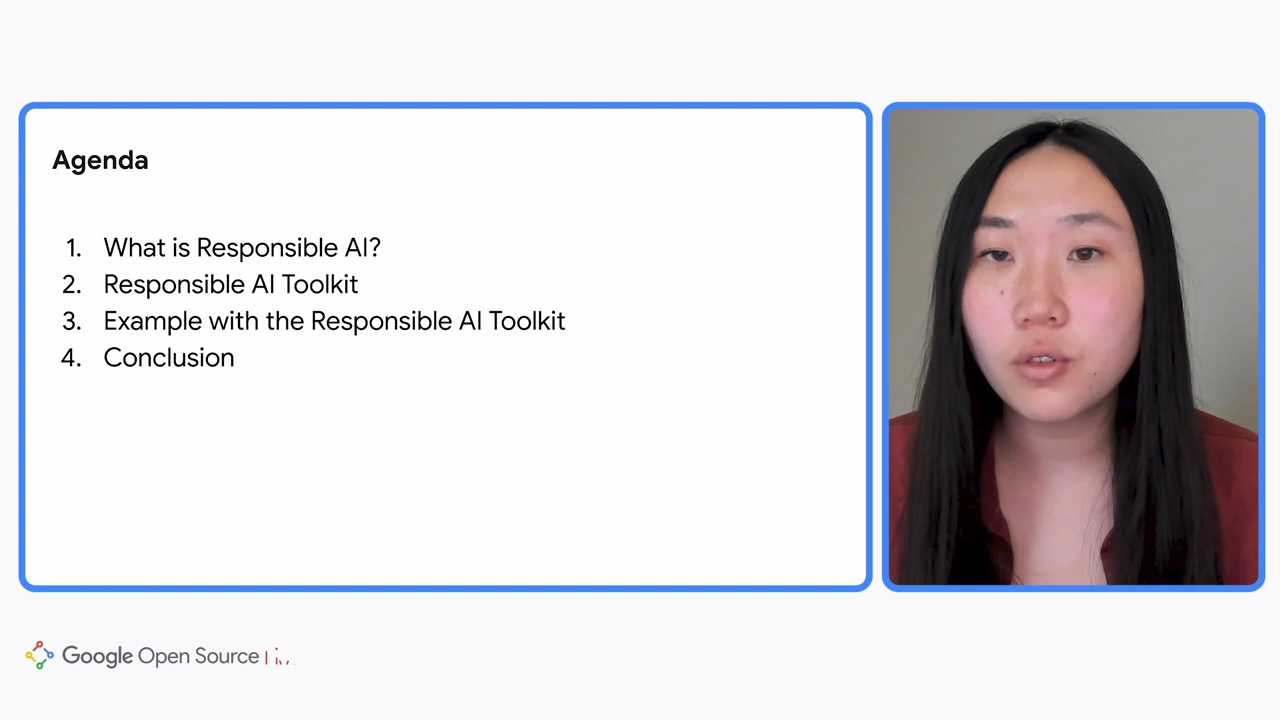 Agenda
1. What is Responsible AI?
2. Responsible AI Toolkit
3. Example with the Responsible AI Toolkit
4. Conclusion
Google Open Source